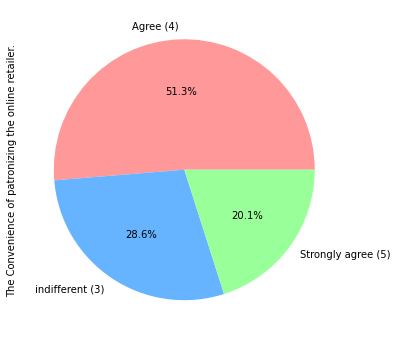 Agree (4)
The Convenience of patronizing the online retailer.
51.3%
20.1%
28.6%
Strongly agree (5)
indifferent (3)